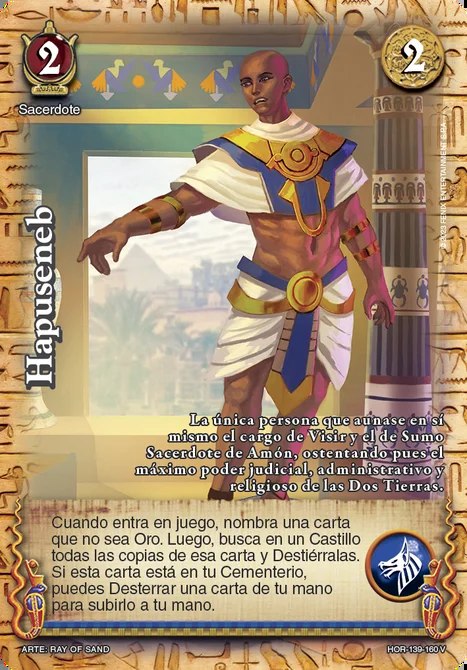 2
2
Sacerdote
Hapuseneb
© 2023 FENIX ENTERTAINMENT S.R.A.
La única persona que aunase en sí
mismo el cargo de Visir y el de Sumo
Sacerdote de Amón, ostentando pues el
máximo poder judicial, administrativo y
religioso de las Dos Tierras.
Cuando entra en juego, nombra una carta
que no sea Oro. Luego, busca en un Castillo
todas las copias de esa carta y Destiérralas.
Si esta carta está en tu Cementerio,
puedes Desterrar una carta de tu mano
para subirlo a tu mano.
ARTE: RAY OF SAND
HOR-139-160 V